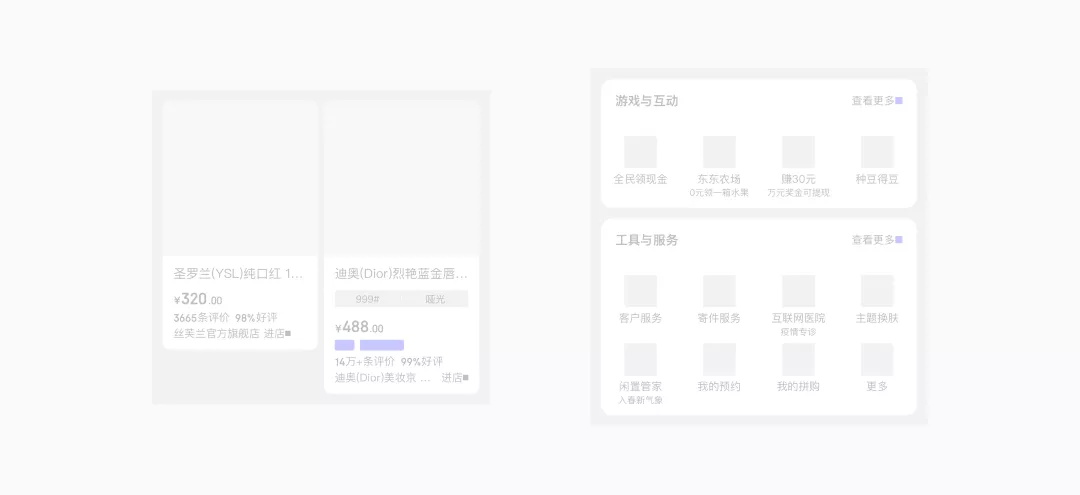 圣罗兰(YSL)纯口红 1...
¥320.00
3665条评价 98%好评
丝芙兰官方旗舰店 进店
迪奥(Dior)烈艳蓝金唇...
999# 哑光
¥488.00
14万+条评价 99%好评
迪奥(Dior)美妆京 ... 进店
游戏与互动 查看更多
全民领现金 东东农场 赚30元 种豆得豆
0元领一箱水果 万元奖金可提现
工具与服务 查看更多
客户服务 寄件服务 互联网医院 主题换肤
疫情专诊
闲置管家 我的预约 我的拼购 更多
入春新气象